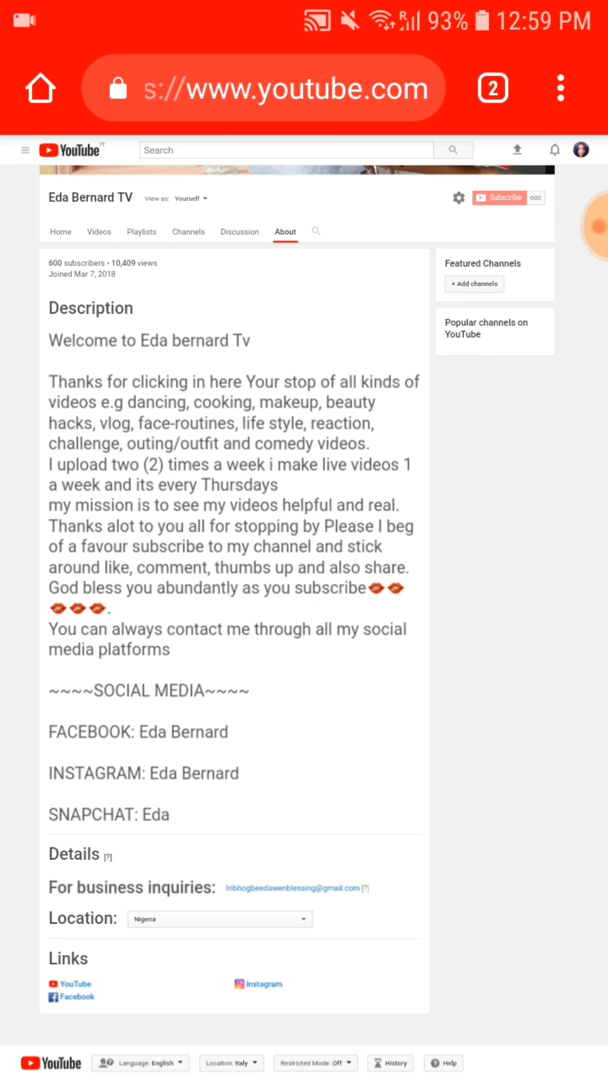 R 93% 12:59 PM
s://www.youtube.com
2
YouTube IT
Search
Eda Bernard TV View as: Yourself
Subscribe 600
Home Videos Playlists Channels Discussion About
600 subscribers • 10,409 views
Joined Mar 7, 2018
Featured Channels
+ Add channels
Popular channels on
YouTube
Description
Welcome to Eda bernard Tv
Thanks for clicking in here Your stop of all kinds of
videos e.g dancing, cooking, makeup, beauty
hacks, vlog, face-routines, life style, reaction,
challenge, outing/outfit and comedy videos.
I upload two (2) times a week i make live videos 1
a week and its every Thursdays
my mission is to see my videos helpful and real.
Thanks alot to you all for stopping by Please I beg
of a favour subscribe to my channel and stick
around like, comment, thumbs up and also share.
God bless you abundantly as you subscribe💋💋
💋💋💋.
You can always contact me through all my social
media platforms
~~~~SOCIAL MEDIA~~~~
FACEBOOK: Eda Bernard
INSTAGRAM: Eda Bernard
SNAPCHAT: Eda
Details [?]
For business inquiries: [?]
Location: Nigeria
Links
YouTube Instagram
Facebook
YouTube Language: English Location: Italy Restricted Mode: Off History Help